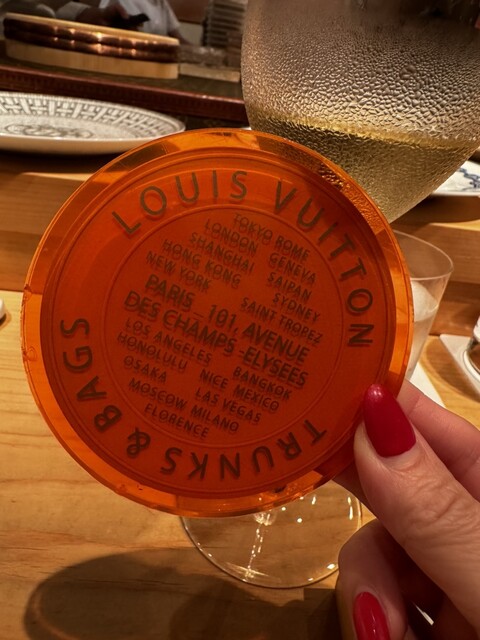 LOUIS VUITTON
TRUNKS & BAGS
TOKYO ROME
LONDON GENEVA
SHANGHAI SAIPAN
HONG KONG SYDNEY
NEW YORK SAINT TROPEZ
PARIS _ 101, AVENUE
DES CHAMPS-ELYSEES
LOS ANGELES BANGKOK
HONOLULU NICE MEXICO
OSAKA LAS VEGAS
MOSCOW MILANO
FLORENCE